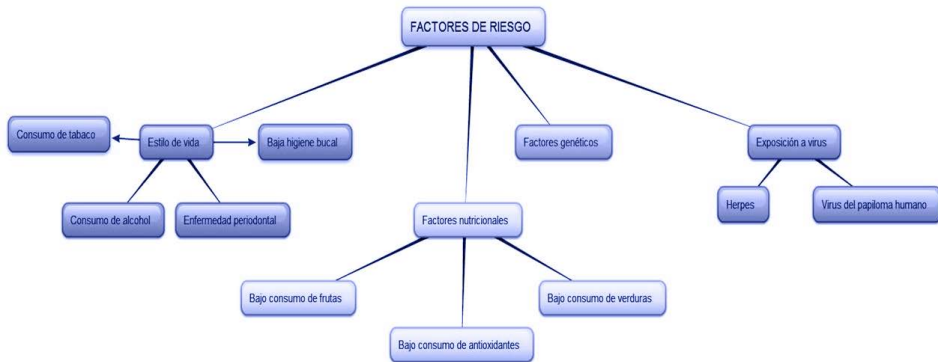 FACTORES DE RIESGO
Consumo de tabaco
Estilo de vida
Baja higiene bucal
Factores genéticos
Exposición a virus
Consumo de alcohol
Enfermedad periodontal
Factores nutricionales
Herpes
Virus del papiloma humano
Bajo consumo de frutas
Bajo consumo de antioxidantes
Bajo consumo de verduras